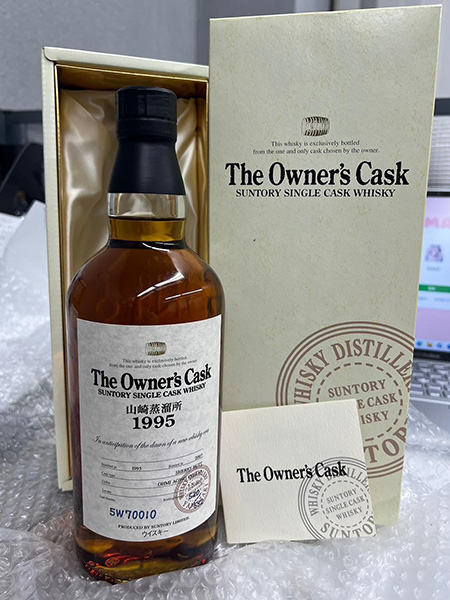 This whisky is exclusively bottled
from the one and only cask chosen by the owner.
The Owner's Cask
SUNTORY SINGLE CASK WHISKY
WHISKY DISTILLER
SUNTORY
SINGLE CASK
WHISKY
SUNTOR
This whisky is exclusively bottled
from the one and only cask chosen by the owner.
The Owner's Cask
SUNTORY SINGLE CASK WHISKY
山崎蒸溜所
1995
In anticipation of the dawn of a new whisky era
1995
SHERRY BUTT
5W70010
PRODUCED BY SUNTORY LIMITED
ウイスキー
The Owner's Cask
WHISKY DISTILLER
SUNTORY
SINGLE CASK
WHISKY
SUNTOR